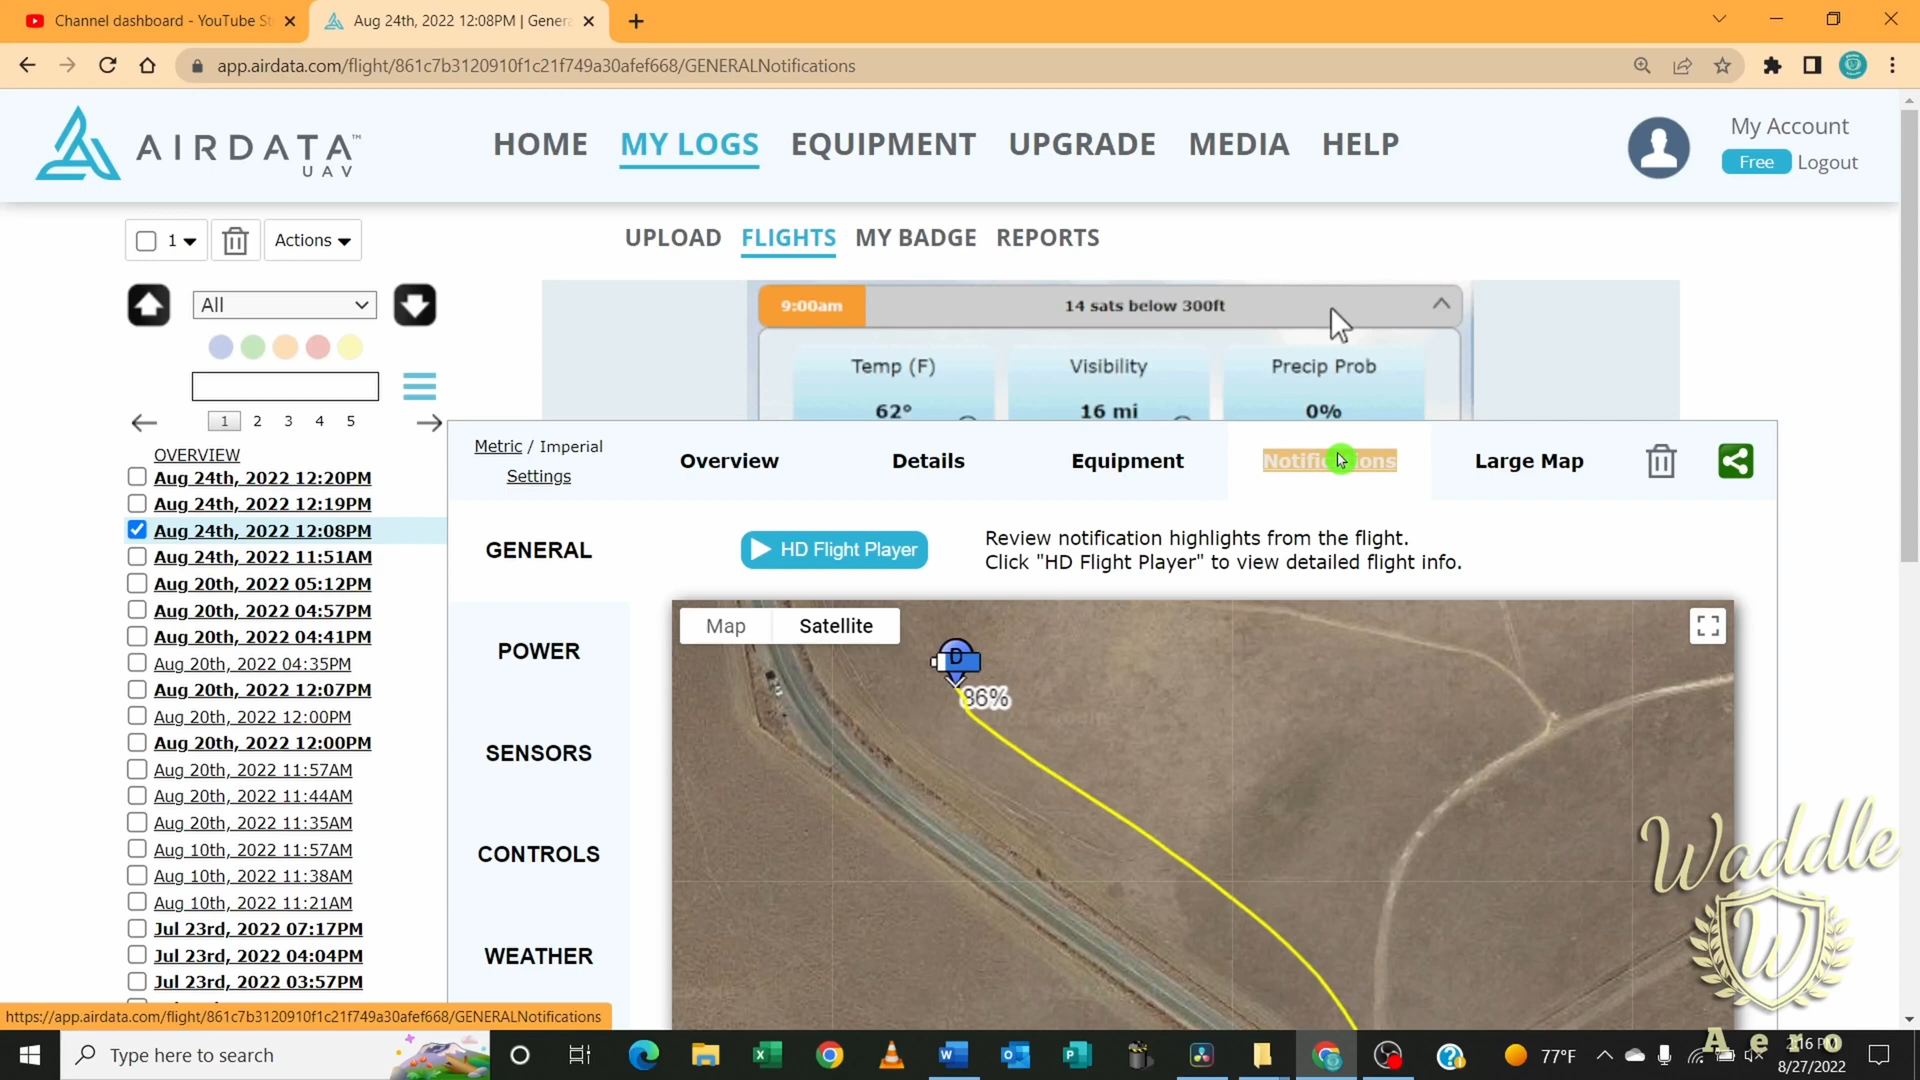 Channel dashboard - YouTube St
Aug 24th, 2022 12:08PM | Genera
app.airdata.com/flight/861c7b3120910f1c21f749a30afef668/GENERALNotifications
AIRDATA™
UAV
HOME MY LOGS EQUIPMENT UPGRADE MEDIA HELP
My Account
Free Logout
1
Actions
UPLOAD FLIGHTS MY BADGE REPORTS
All
9:00am 14 sats below 300ft
Temp (F) Visibility Precip Prob
62° 16 mi 0%
1 2 3 4 5
OVERVIEW
Aug 24th, 2022 12:20PM
Aug 24th, 2022 12:19PM
Aug 24th, 2022 12:08PM
Aug 24th, 2022 11:51AM
Aug 20th, 2022 05:12PM
Aug 20th, 2022 04:57PM
Aug 20th, 2022 04:41PM
Aug 20th, 2022 04:35PM
Aug 20th, 2022 12:07PM
Aug 20th, 2022 12:00PM
Aug 20th, 2022 12:00PM
Aug 20th, 2022 11:57AM
Aug 20th, 2022 11:44AM
Aug 20th, 2022 11:35AM
Aug 10th, 2022 11:57AM
Aug 10th, 2022 11:38AM
Aug 10th, 2022 11:21AM
Jul 23rd, 2022 07:17PM
Jul 23rd, 2022 04:04PM
Jul 23rd, 2022 03:57PM
Metric / Imperial
Settings
Overview Details Equipment Notifications Large Map
GENERAL
POWER
SENSORS
CONTROLS
WEATHER
HD Flight Player
Review notification highlights from the flight.
Click "HD Flight Player" to view detailed flight info.
Map Satellite
D
86%
Waddle
W
Aero
https://app.airdata.com/flight/861c7b3120910f1c21f749a30afef668/GENERALNotifications
Type here to search
77°F
2:16 PM
8/27/2022